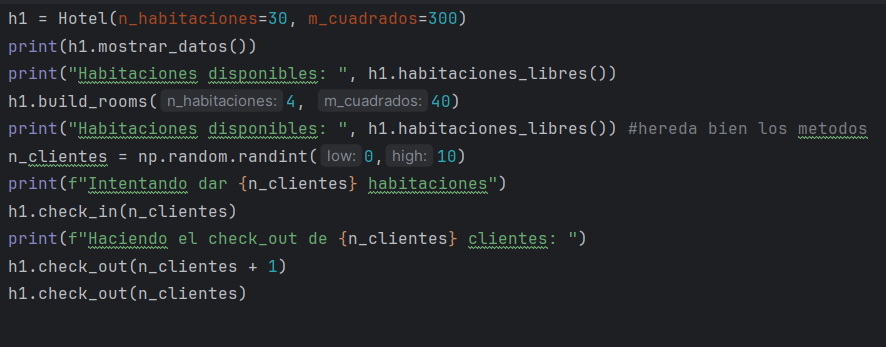 h1 = Hotel(n_habitaciones=30, m_cuadrados=300)
print(h1.mostrar_datos())
print("Habitaciones disponibles: ", h1.habitaciones_libres())
h1.build_rooms( n_habitaciones: 4, m_cuadrados: 40)
print("Habitaciones disponibles: ", h1.habitaciones_libres()) #hereda bien los metodos
n_clientes = np.random.randint( low: 0, high: 10)
print(f"Intentando dar {n_clientes} habitaciones")
h1.check_in(n_clientes)
print(f"Haciendo el check_out de {n_clientes} clientes: ")
h1.check_out(n_clientes + 1)
h1.check_out(n_clientes)